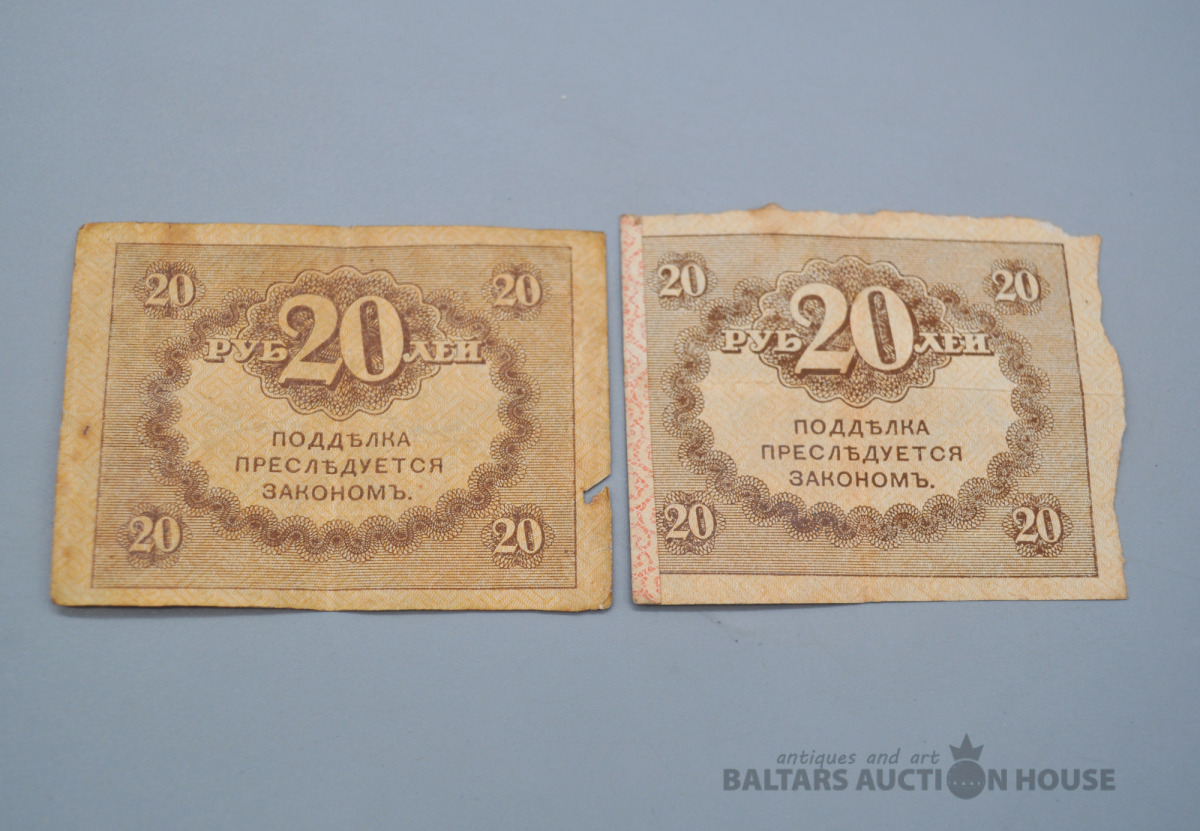 20 20
РУБ 20 ЛЕЙ
ПОДДѢЛКА
ПРЕСЛѢДУЕТСЯ
ЗАКОНОМЪ.
20 20
20 20
РУБ 20 ЛЕЙ
ПОДДѢЛКА
ПРЕСЛѢДУЕТСЯ
ЗАКОНОМЪ.
20 20
antiques and art
BALTARS AUCTION HOUSE